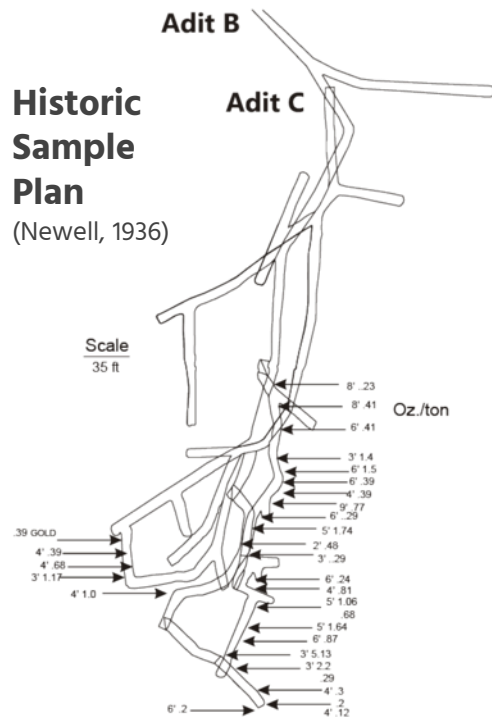 Adit B
Adit C
Historic
Sample
Plan
(Newell, 1936)
Scale
35 ft
Oz./ton
8' ..23
8' .41
6' .41
3' 1.4
6' 1.5
6' .39
4' .39
9' .77
6' ..29
5' 1.74
2' .48
3' ..29
6' .24
4' .81
5' 1.06
.68
5' 1.64
6' .87
3' 5.13
3' 2.2
.29
4' .3
.2
4' .12
6' .2
.39 GOLD
4' .39
4' .68
3' 1.17
4' 1.0